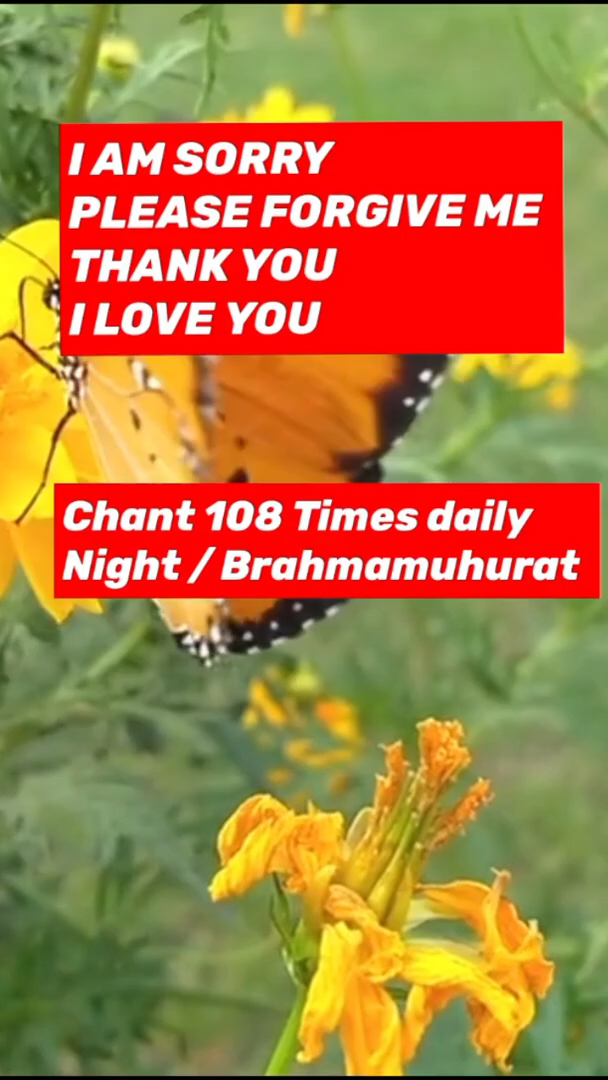 I AM SORRY
PLEASE FORGIVE ME
THANK YOU
I LOVE YOU
Chant 108 Times daily
Night / Brahmamuhurat